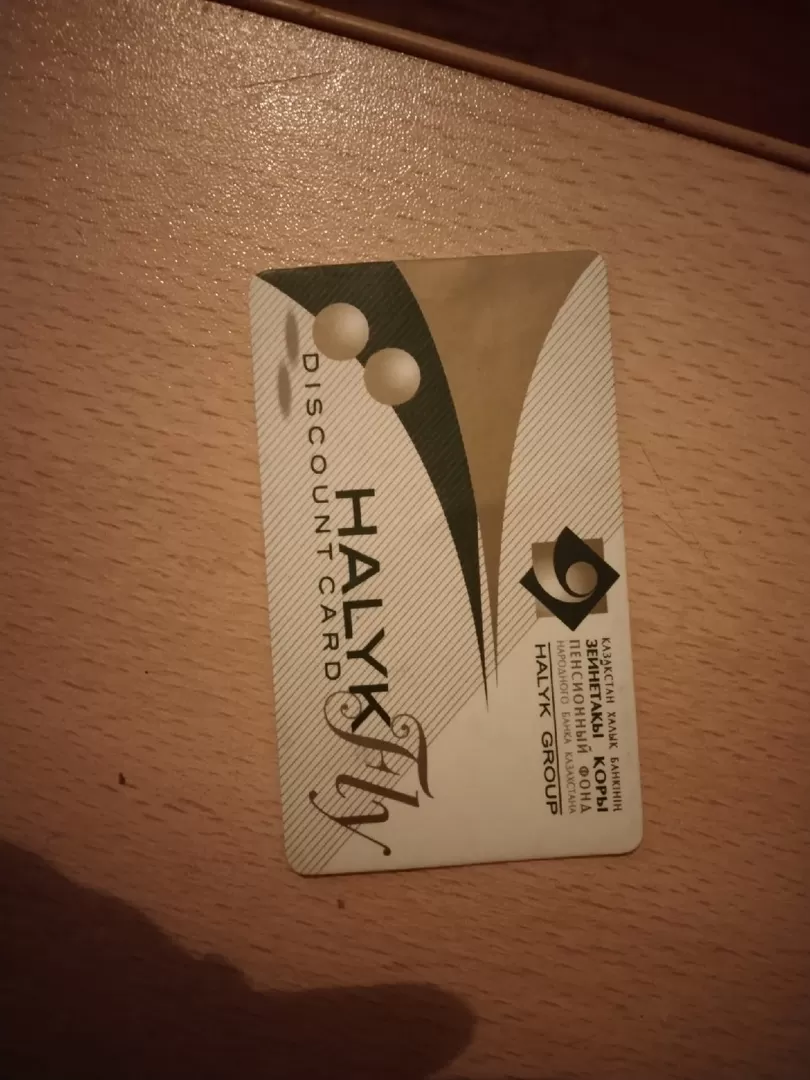 ҚАЗАҚСТАН ХАЛЫҚ БАНКІНІҢ
ЗЕЙНЕТАҚЫ ҚОРЫ
ПЕНСИОННЫЙ ФОНД
НАРОДНОГО БАНКА КАЗАХСТАНА
HALYK GROUP
HALYK
DISCOUNT CARD